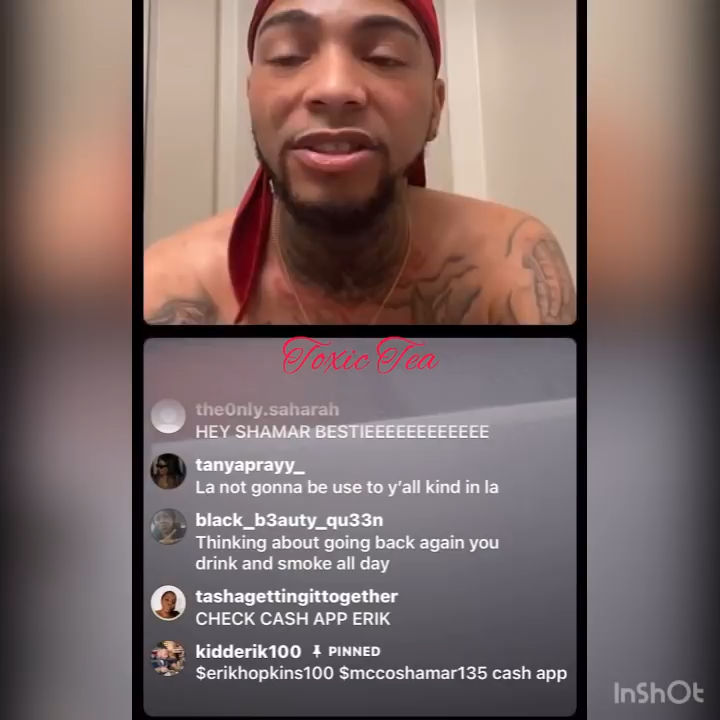 Toxic Tea
the0nly.saharah
HEY SHAMAR BESTIEEEEEEEEEEEE
tanyaprayy_
La not gonna be use to y'all kind in la
black_b3auty_qu33n
Thinking about going back again you
drink and smoke all day
tashagettingittogether
CHECK CASH APP ERIK
kidderik100 PINNED
$erikhopkins100 $mccoshamar135 cash app
InShOt